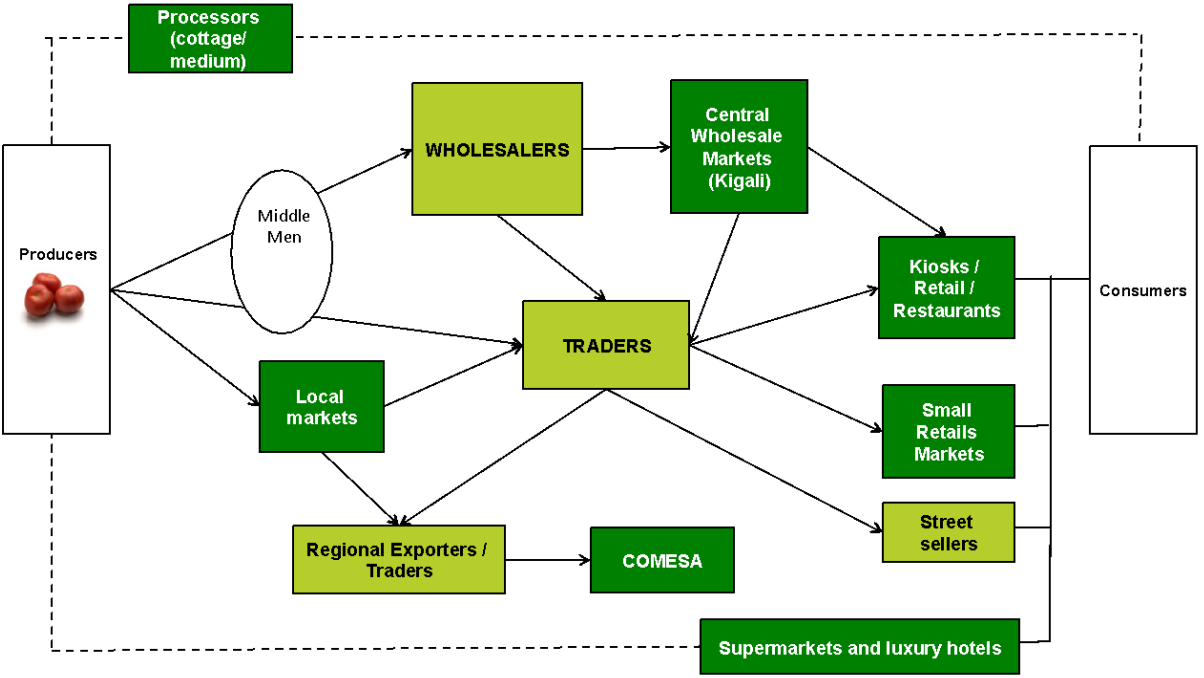 Processors
(cottage/
medium)
WHOLESALERS
Central
Wholesale
Markets
(Kigali)
Middle
Men
Producers
Kiosks /
Retail /
Restaurants
Consumers
TRADERS
Local
markets
Small
Retails
Markets
Street
sellers
Regional Exporters /
Traders
COMESA
Supermarkets and luxury hotels